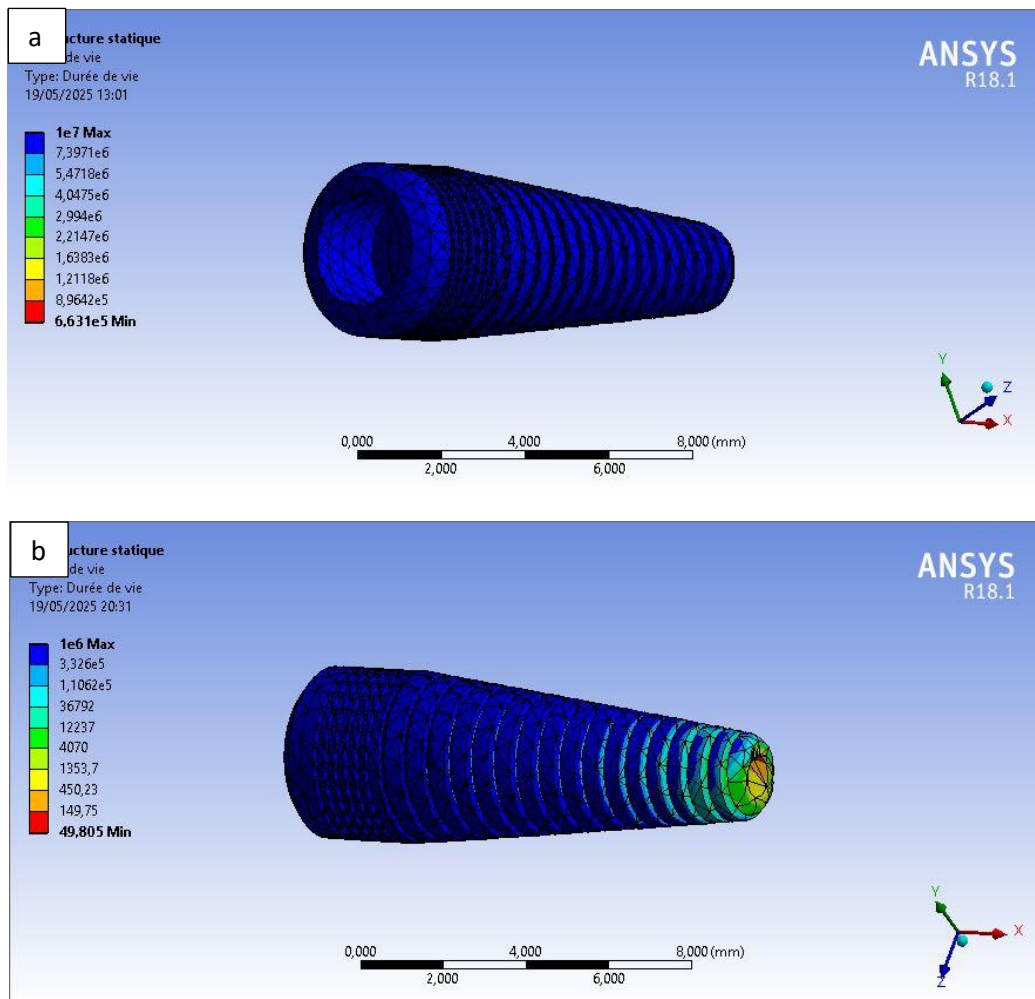 a
ucture statique
de vie
Type: Durée de vie
19/05/2025 13:01
1e7 Max
7,3971e6
5,4718e6
4,0475e6
2,994e6
2,2147e6
1,6383e6
1,2118e6
8,9642e5
6,631e5 Min
ANSYS
R18.1
Y
Z
X
0,000
4,000
8,000 (mm)
2,000
6,000
b
ucture statique
de vie
Type: Durée de vie
19/05/2025 20:31
1e6 Max
3,326e5
1,1062e5
36792
12237
4070
1353,7
450,23
149,75
49,805 Min
ANSYS
R18.1
Y
X
Z
0,000
4,000
8,000 (mm)
2,000
6,000